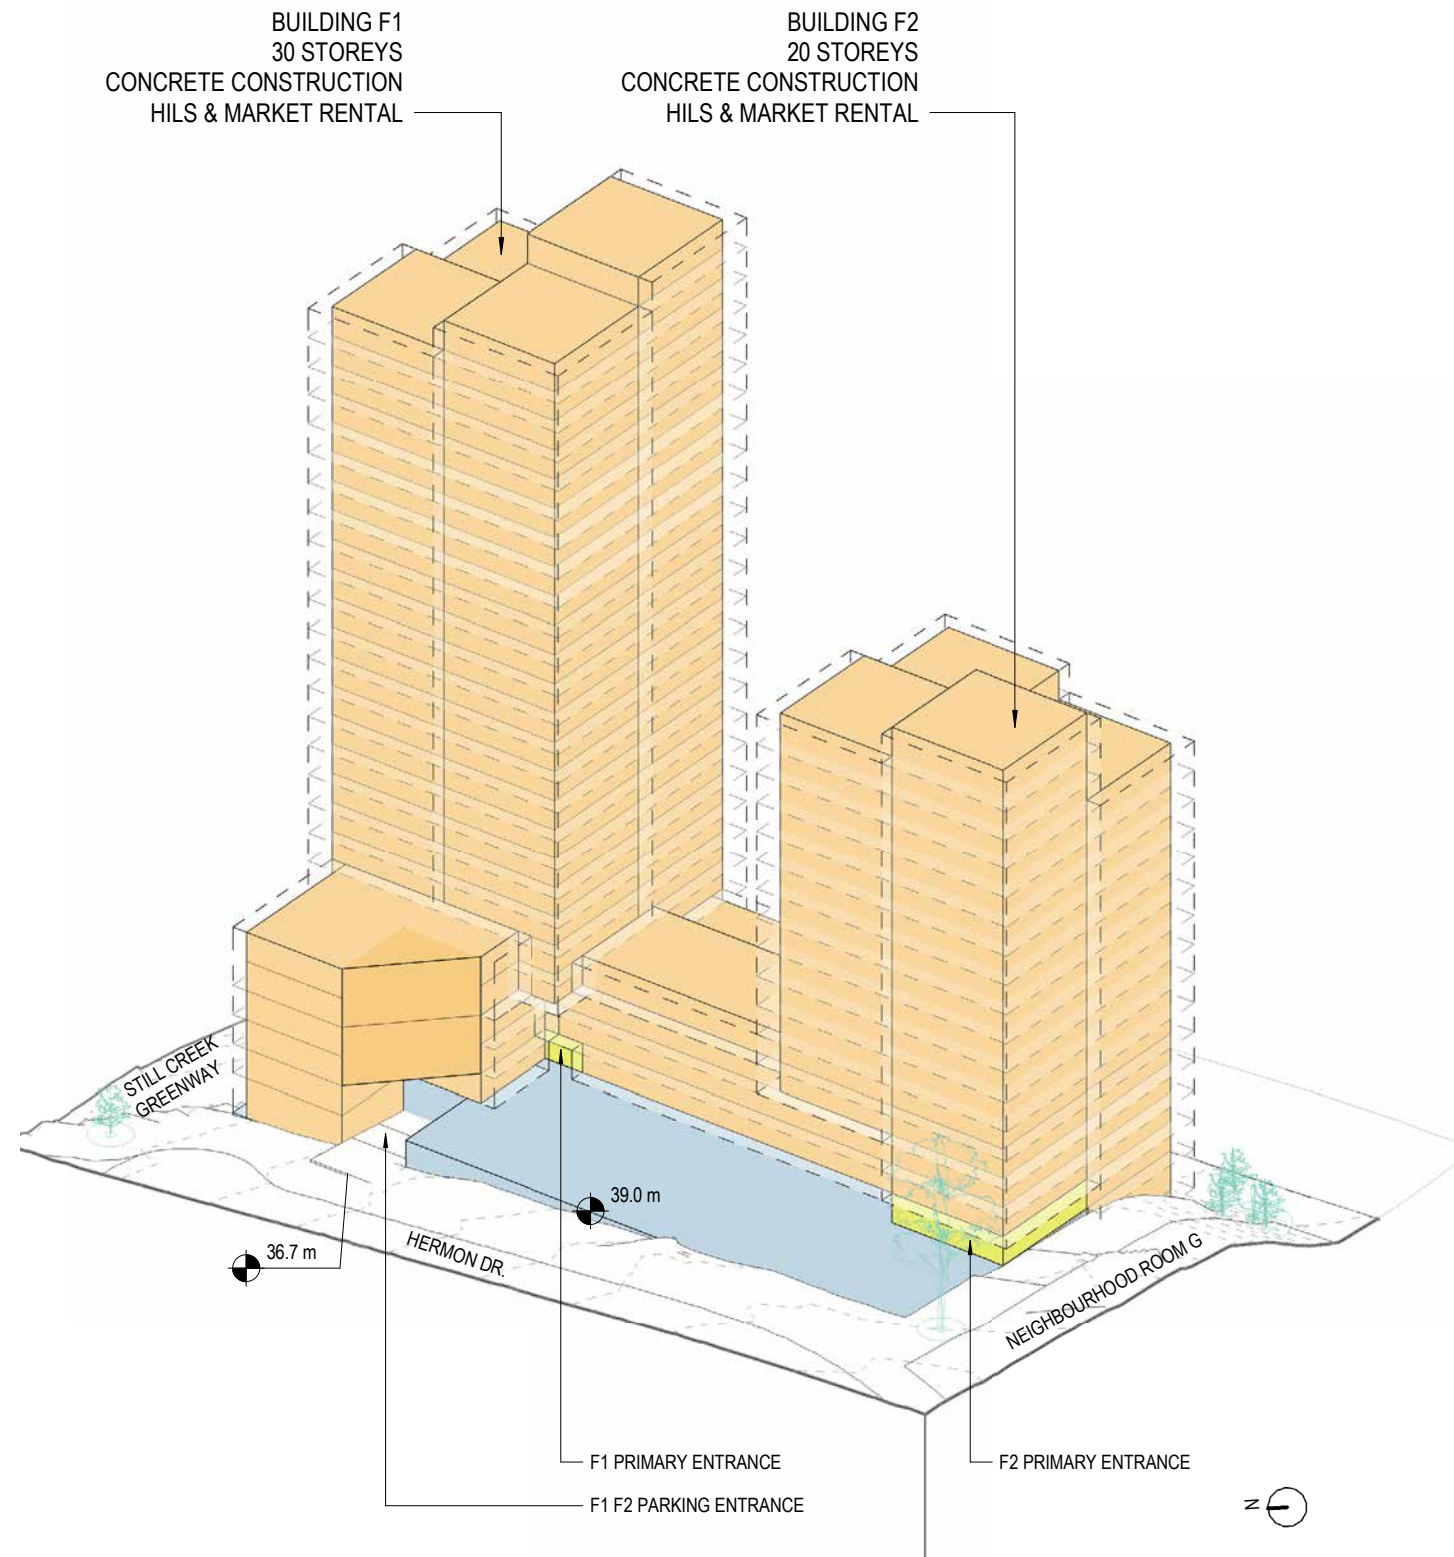 BUILDING F1
30 STOREYS
CONCRETE CONSTRUCTION
HILS & MARKET RENTAL
BUILDING F2
20 STOREYS
CONCRETE CONSTRUCTION
HILS & MARKET RENTAL
STILL CREEK
GREENWAY
39.0 m
36.7 m
HERMON DR.
NEIGHBOURHOOD ROOM G
F1 PRIMARY ENTRANCE
F2 PRIMARY ENTRANCE
F1 F2 PARKING ENTRANCE
N